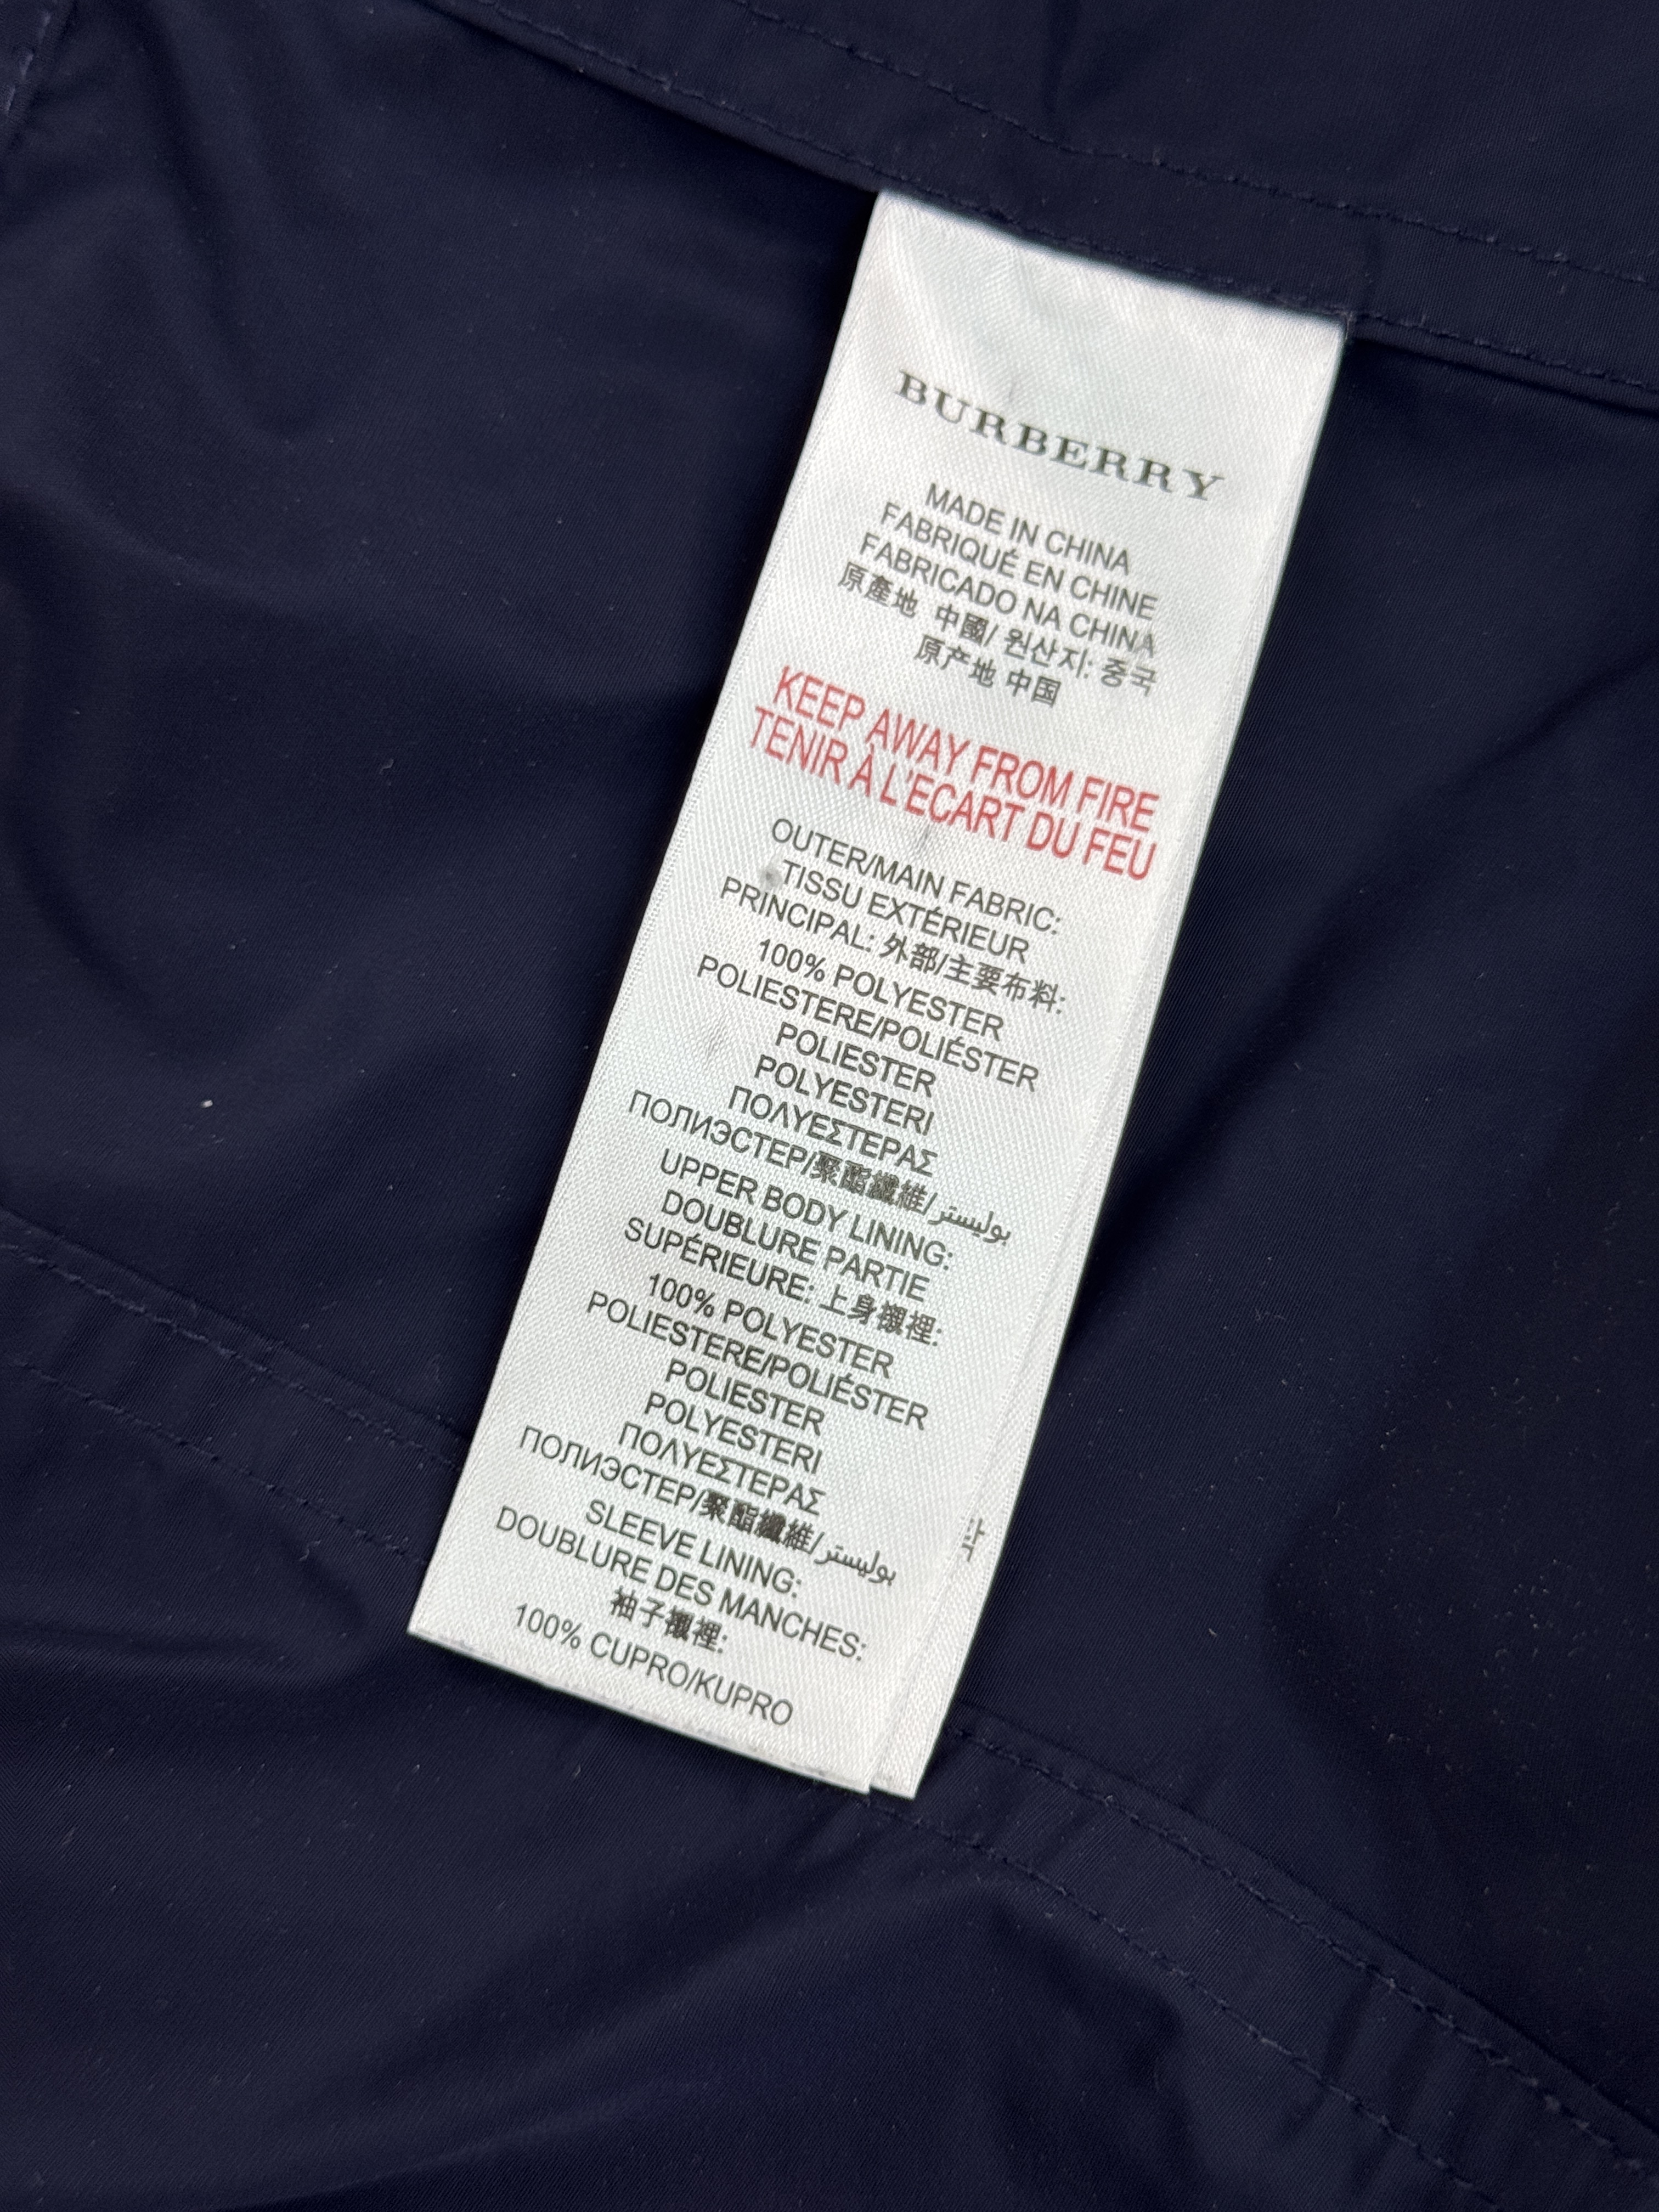 BURBERRY
MADE IN CHINA
FABRIQUÉ EN CHINE
FABRICADO NA CHINA
原產地 中國/ 원산지: 중국
原产地 中国
KEEP AWAY FROM FIRE
TENIR À L'ECART DU FEU
OUTER/MAIN FABRIC:
TISSU EXTÉRIEUR
PRINCIPAL: 外部/主要布料:
100% POLYESTER
POLIESTERE/POLIÉSTER
POLIESTER
POLYESTERI
ΠΟΛΥΕΣΤΕΡΑΣ
ПОЛИЭСТЕР/聚酯纖維/بوليستر
UPPER BODY LINING:
DOUBLURE PARTIE
SUPÉRIEURE: 上身襯裡:
100% POLYESTER
POLIESTERE/POLIÉSTER
POLIESTER
POLYESTERI
ΠΟΛΥΕΣΤΕΡΑΣ
ПОЛИЭСТЕР/聚酯纖維/بوليستر
SLEEVE LINING:
DOUBLURE DES MANCHES:
袖子襯裡:
100% CUPRO/KUPRO